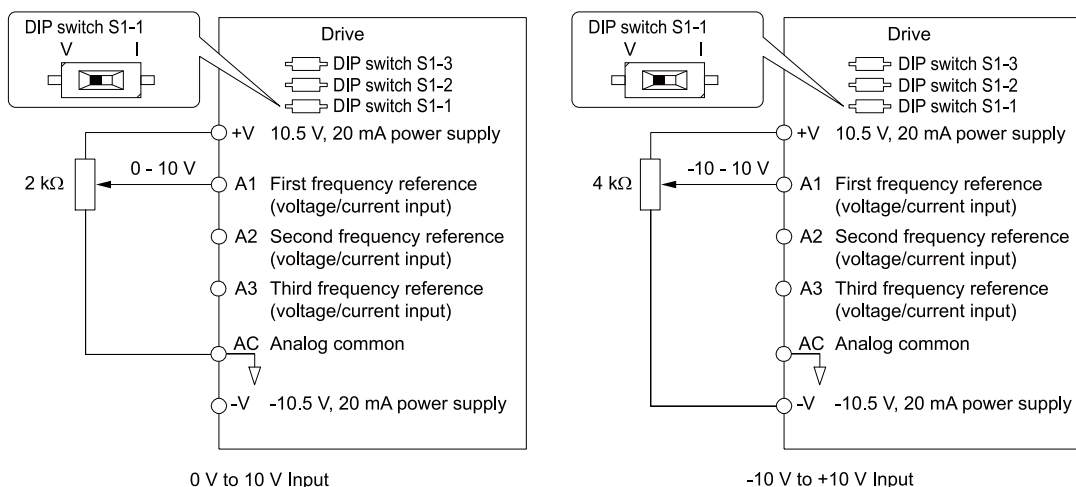 DIP switch S1-1
V I
Drive
DIP switch S1-3
DIP switch S1-2
DIP switch S1-1
+V 10.5 V, 20 mA power supply
2 kΩ
0 - 10 V
A1 First frequency reference
(voltage/current input)
A2 Second frequency reference
(voltage/current input)
A3 Third frequency reference
(voltage/current input)
AC Analog common
-V -10.5 V, 20 mA power supply
0 V to 10 V Input
DIP switch S1-1
V I
Drive
DIP switch S1-3
DIP switch S1-2
DIP switch S1-1
+V 10.5 V, 20 mA power supply
4 kΩ
-10 - 10 V
A1 First frequency reference
(voltage/current input)
A2 Second frequency reference
(voltage/current input)
A3 Third frequency reference
(voltage/current input)
AC Analog common
-V -10.5 V, 20 mA power supply
-10 V to +10 V Input